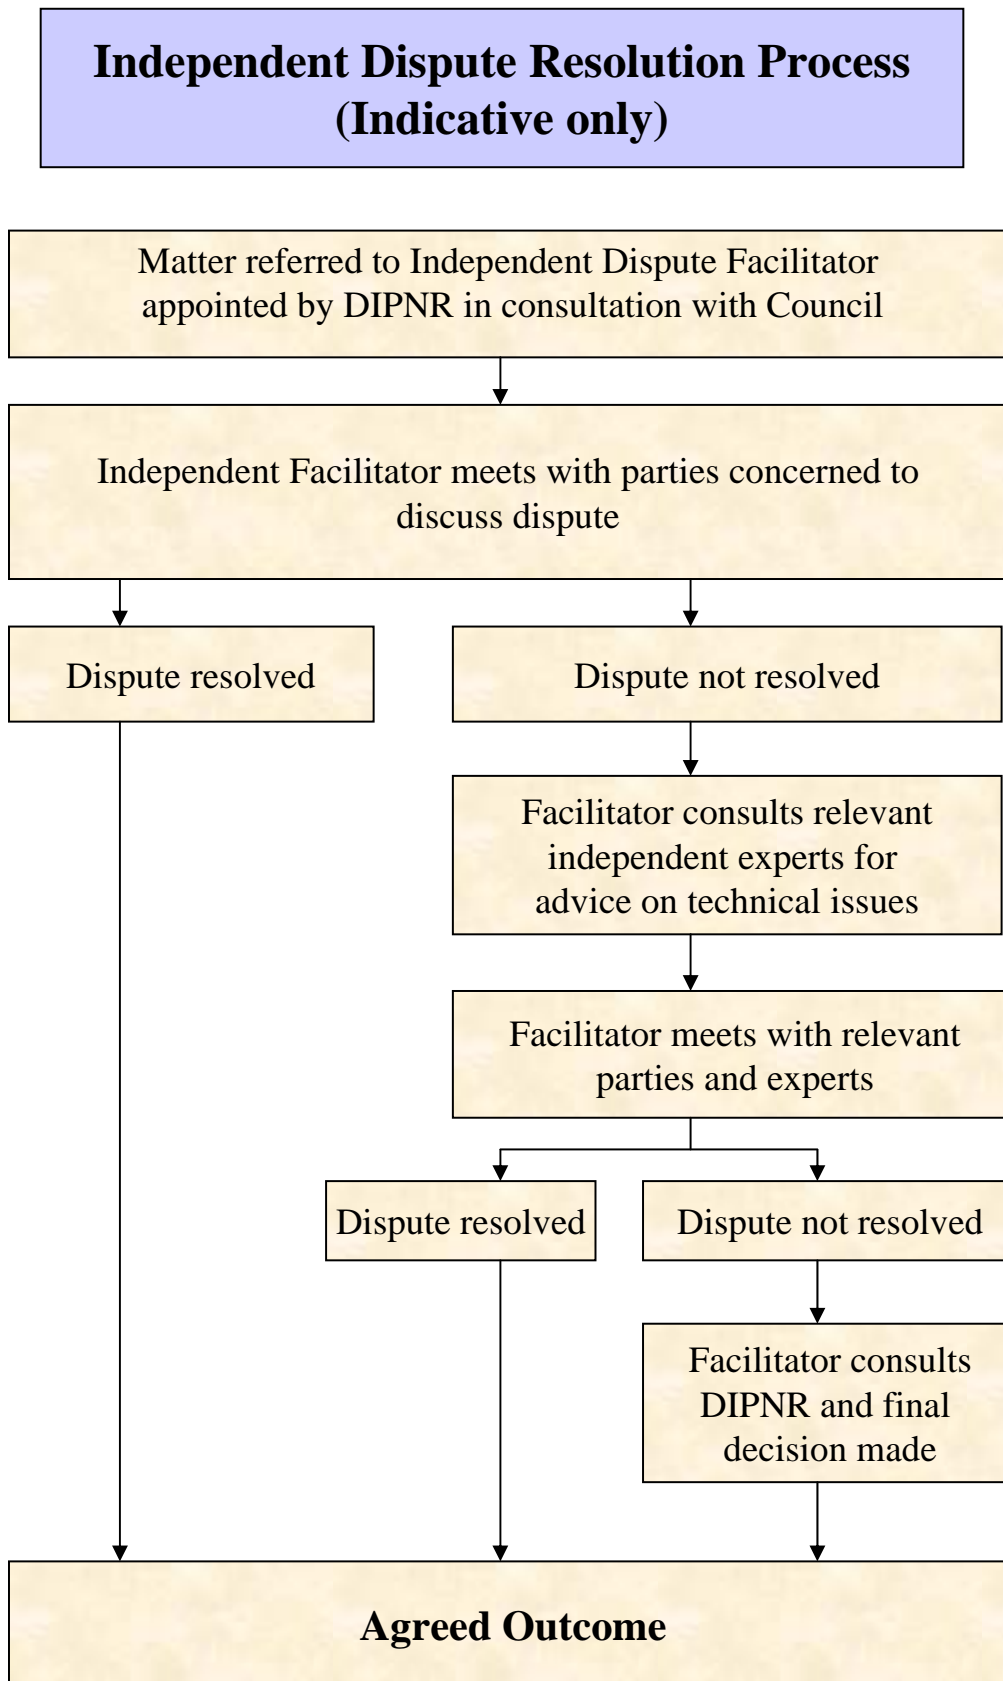 Independent Dispute Resolution Process
(Indicative only)
Matter referred to Independent Dispute Facilitator
appointed by DIPNR in consultation with Council
Independent Facilitator meets with parties concerned to
discuss dispute
Dispute resolved
Dispute not resolved
Facilitator consults relevant
independent experts for
advice on technical issues
Facilitator meets with relevant
parties and experts
Dispute resolved
Dispute not resolved
Facilitator consults
DIPNR and final
decision made
Agreed Outcome